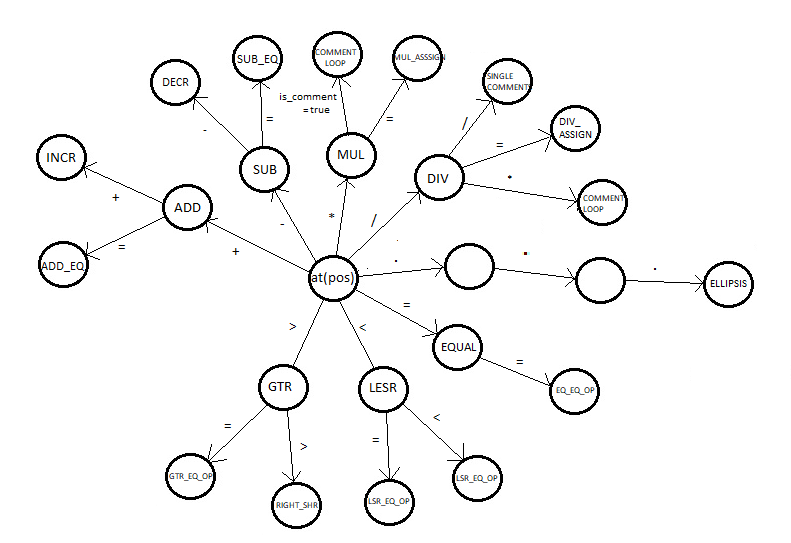 SUB_EQ
COMMENT
LOOP
MUL_ASSSIGN
DECR
SINGLE
COMMENTS
is_comment
=true
-
=
=
/
DIV_
ASSIGN
=
INCR
SUB
MUL
DIV
*
COMMENT
LOOP
+
ADD
-
*
/
ADD_EQ
=
+
at(pos)
.
.
.
ELLIPSIS
>
<
=
EQUAL
=
GTR
LESR
EQ_EQ_OP
=
>
=
<
GTR_EQ_OP
RIGHT_SHR
LSR_EQ_OP
LSR_EQ_OP